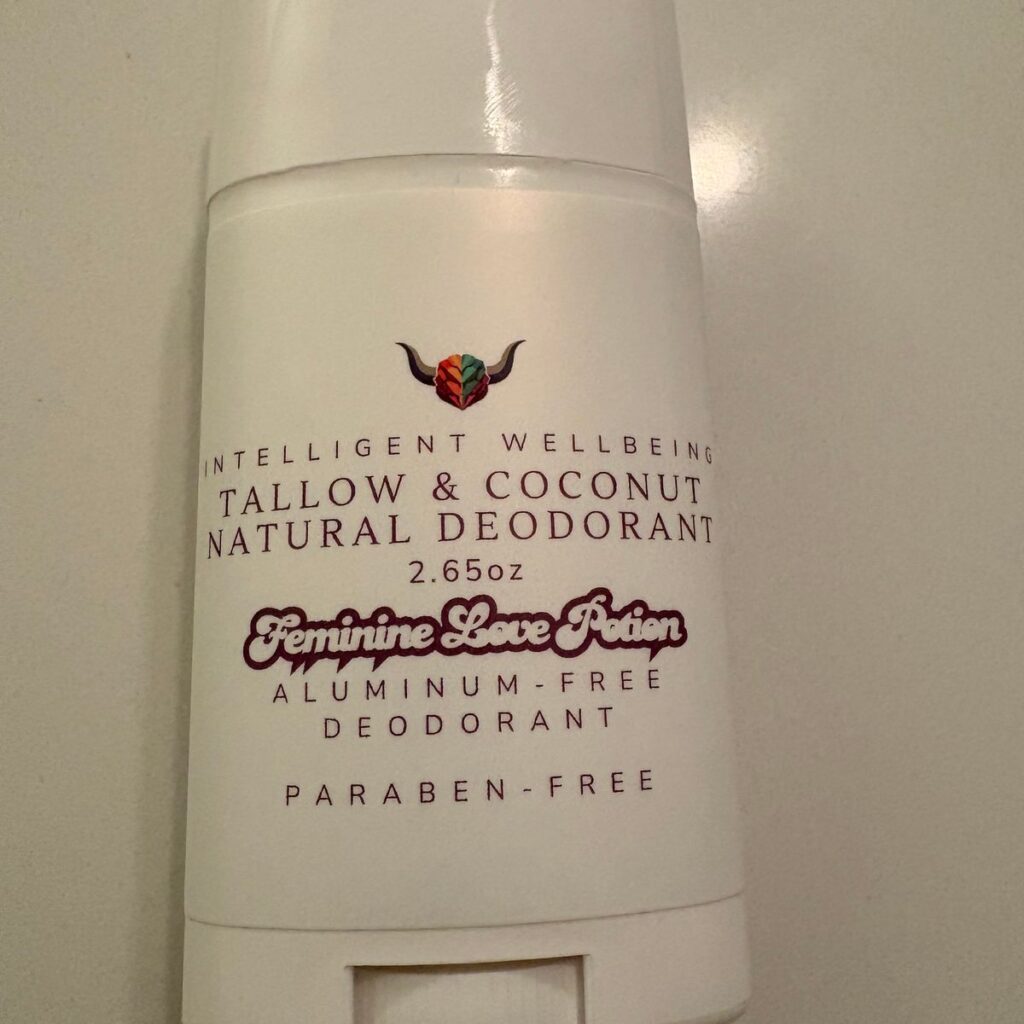 INTELLIGENT WELLBEING
TALLOW & COCONUT
NATURAL DEODORANT
2.65oz
Feminine Love Potion
ALUMINUM-FREE
DEODORANT
PARABEN-FREE